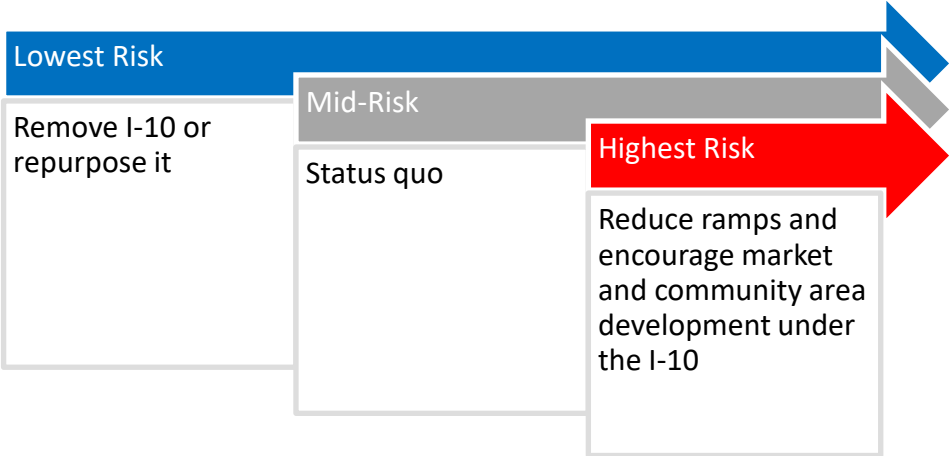 Lowest Risk
Remove I-10 or
repurpose it
Mid-Risk
Status quo
Highest Risk
Reduce ramps and
encourage market
and community area
development under
the I-10